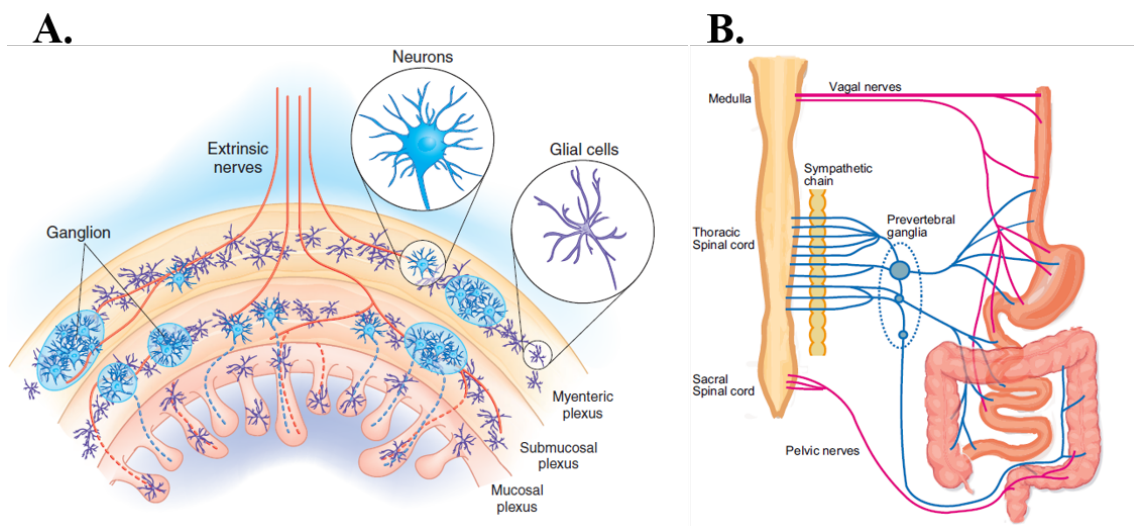 A.
Neurons
Extrinsic
nerves
Glial cells
Ganglion
Myenteric
plexus
Submucosal
plexus
Mucosal
plexus
B.
Vagal nerves
Medulla
Sympathetic
chain
Prevertebral
ganglia
Thoracic
Spinal cord
Sacral
Spinal cord
Pelvic nerves